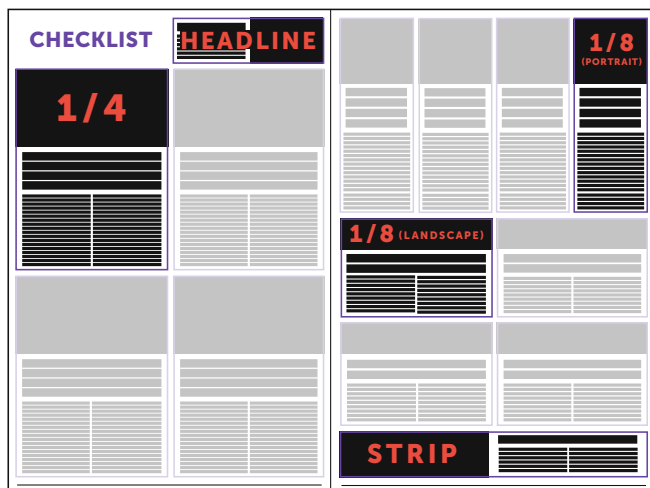 CHECKLIST
HEADLINE
1/4
1/8
(PORTRAIT)
1/8 (LANDSCAPE)
STRIP